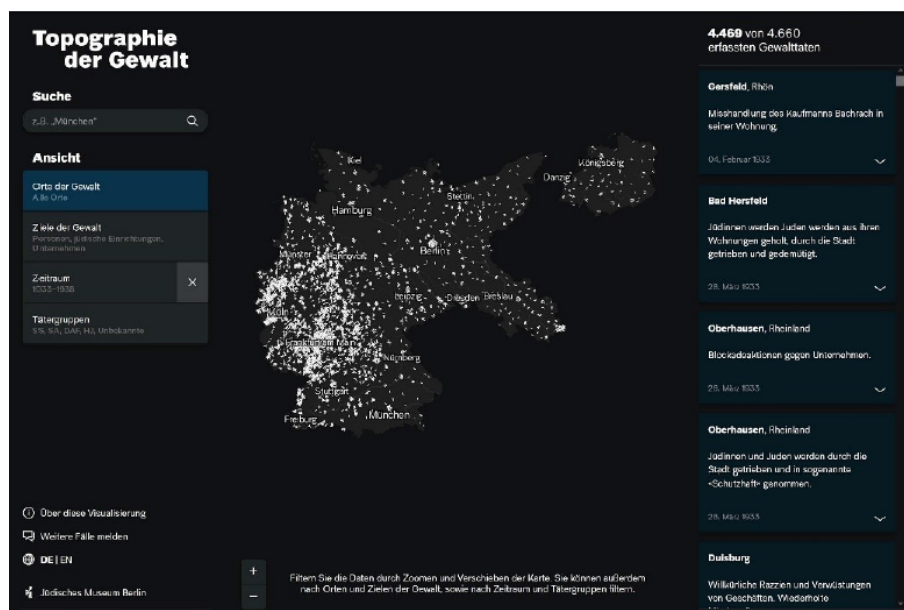 Topographie
der Gewalt
Suche
z.B. „München“
Ansicht
Orte der Gewalt
Alle Orte
Ziele der Gewalt
Personen, jüdische Einrichtungen,
Unternehmen
Zeitraum
1933–1938
Tätergruppen
SS, SA, DAF, HJ, Unbekannte
Über diese Visualisierung
Weitere Fälle melden
DE | EN
Jüdisches Museum Berlin
Kiel
Königsberg
Danzig
Stettin
Hamburg
Berlin
Münster
Hannover
Leipzig
Dresden
Breslau
Köln
Frankfurt am Main
Nürnberg
Stuttgart
München
Freiburg
+
–
Filtern Sie die Daten durch Zoomen und Verschieben der Karte. Sie können außerdem
nach Orten und Zielen der Gewalt, sowie nach Zeitraum und Tätergruppen filtern.
4.469 von 4.660
erfassten Gewalttaten
Gersfeld, Rhön
Misshandlung des Kaufmanns Bachrach in
seiner Wohnung.
04. Februar 1933
Bad Hersfeld
Jüdinnen werden Juden werden aus ihren
Wohnungen geholt, durch die Stadt
getrieben und gedemütigt.
28. März 1933
Oberhausen, Rheinland
Blockadeaktionen gegen Unternehmen.
28. März 1933
Oberhausen, Rheinland
Jüdinnen und Juden werden durch die
Stadt getrieben und in sogenannte
«Schutzhaft» genommen.
28. März 1933
Duisburg
Willkürliche Razzien und Verwüstungen
von Geschäften. Wiederholte